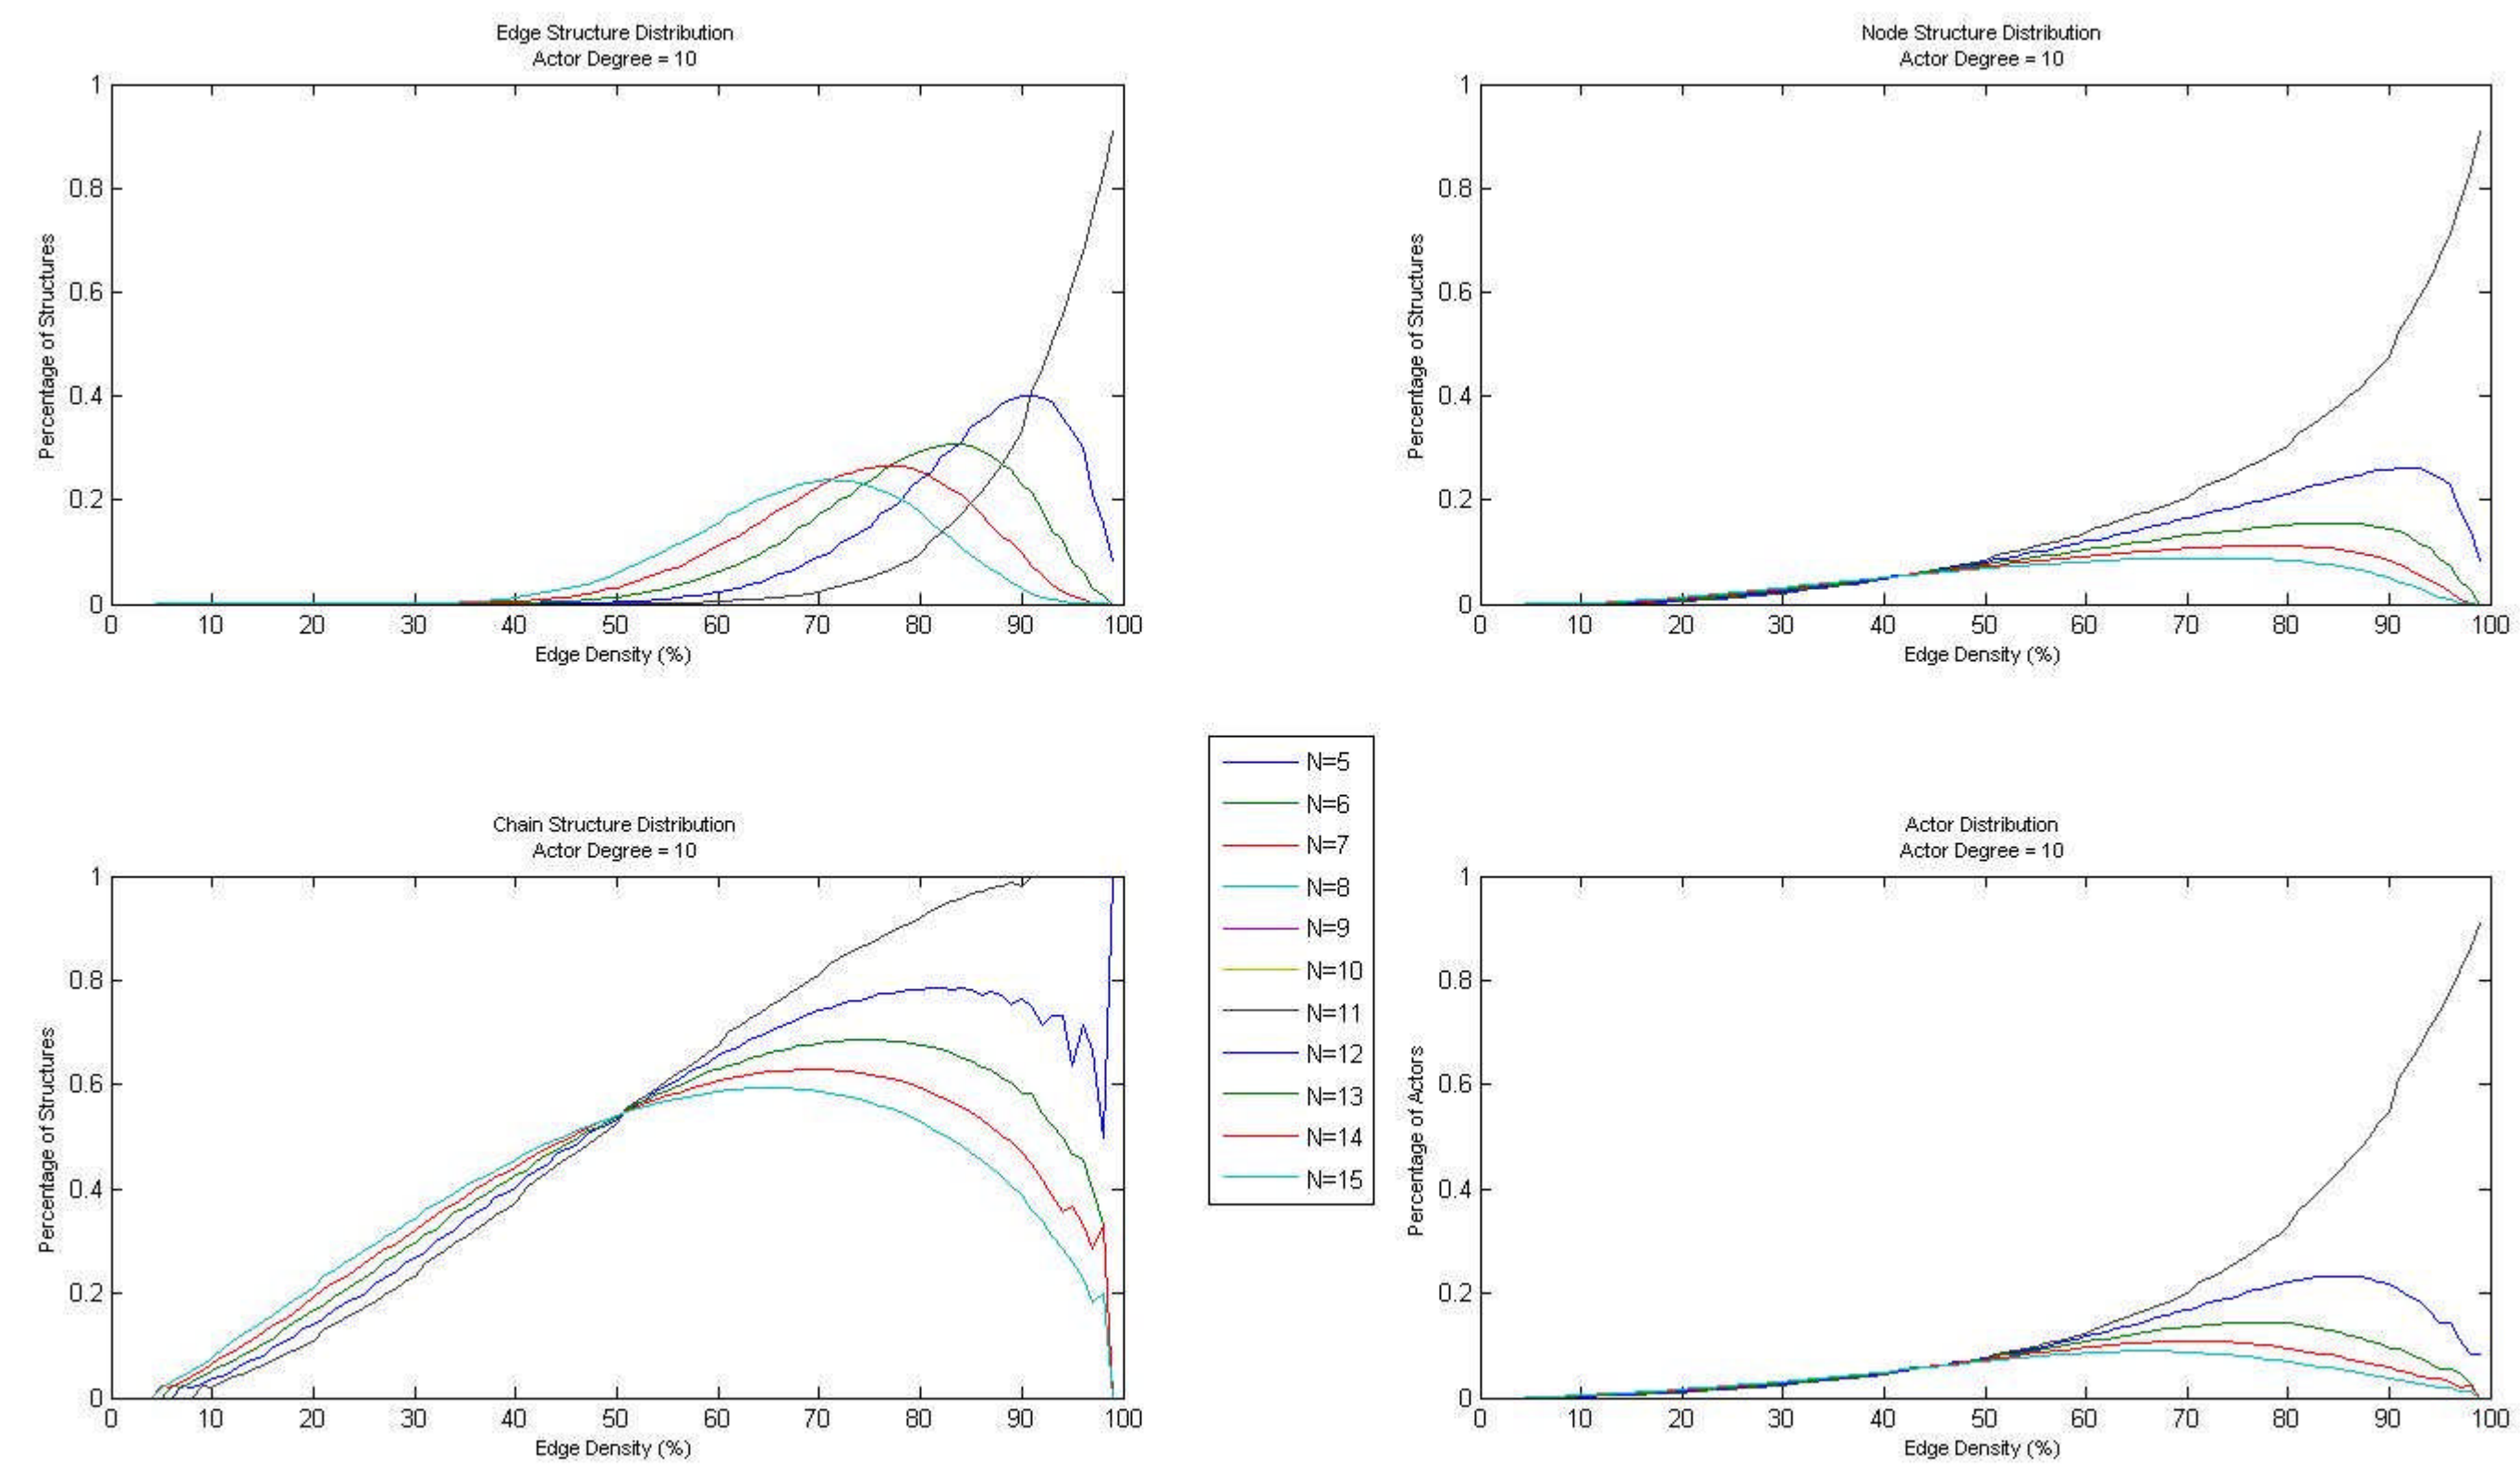 Edge Structure Distribution
Actor Degree = 10
Percentage of Structures
1
0.8
0.6
0.4
0.2
0
0 10 20 30 40 50 60 70 80 90 100
Edge Density (%)
Node Structure Distribution
Actor Degree = 10
Percentage of Structures
1
0.8
0.6
0.4
0.2
0
0 10 20 30 40 50 60 70 80 90 100
Edge Density (%)
Chain Structure Distribution
Actor Degree = 10
Percentage of Structures
1
0.8
0.6
0.4
0.2
0
0 10 20 30 40 50 60 70 80 90 100
Edge Density (%)
N=5
N=6
N=7
N=8
N=9
N=10
N=11
N=12
N=13
N=14
N=15
Actor Distribution
Actor Degree = 10
Percentage of Actors
1
0.8
0.6
0.4
0.2
0
0 10 20 30 40 50 60 70 80 90 100
Edge Density (%)